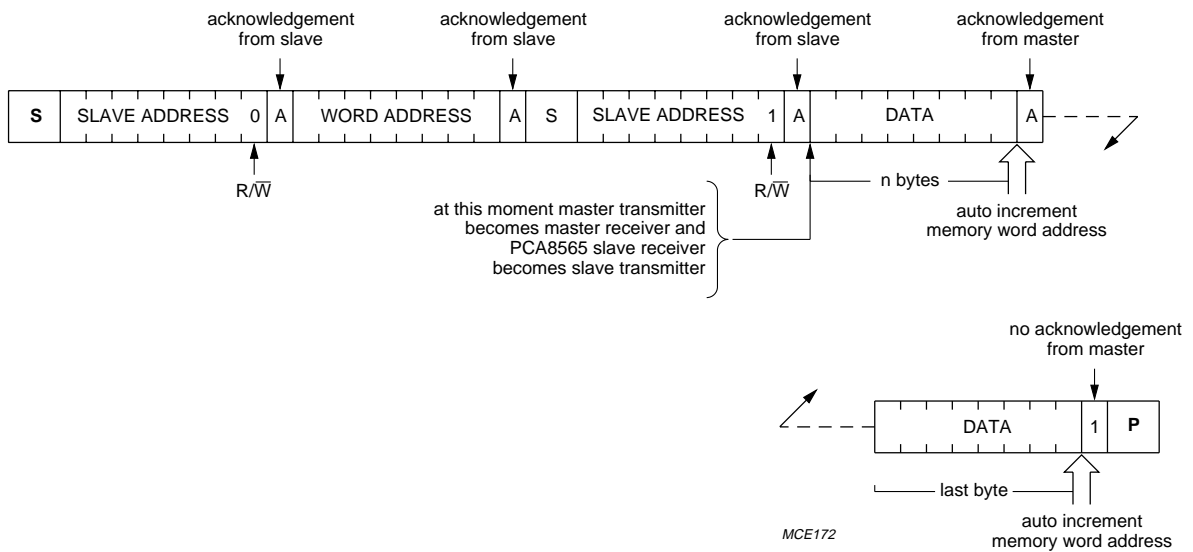 acknowledgement
from slave
acknowledgement
from slave
acknowledgement
from slave
acknowledgement
from master
S SLAVE ADDRESS 0 A WORD ADDRESS A S SLAVE ADDRESS 1 A DATA A
R/W̅
R/W̅
n bytes
at this moment master transmitter
becomes master receiver and
PCA8565 slave receiver
becomes slave transmitter
auto increment
memory word address
no acknowledgement
from master
DATA 1 P
last byte
auto increment
memory word address
MCE172